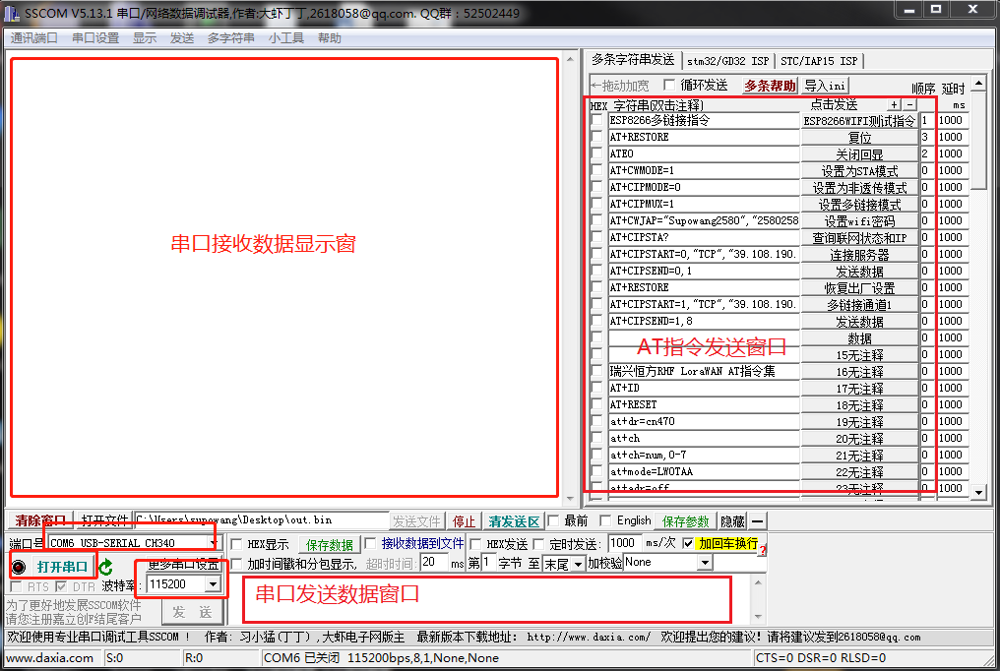 SSCOM V5.13.1 串口/网络数据调试器,作者:大虾丁丁,2618058@qq.com. QQ群：52502449
通讯端口 串口设置 显示 发送 多字符串 小工具 帮助
多条字符串发送 stm32/GD32 ISP STC/IAP15 ISP
←拖动加宽 循环发送 多条帮助 导入ini 顺序 延时
HEX 字符串(双击注释) 点击发送 + - ms
ESP8266多链接指令 ESP8266WIFI测试指令 1 1000
AT+RESTORE 复位 3 1000
ATE0 关闭回显 2 1000
AT+CWMODE=1 设置为STA模式 0 1000
AT+CIPMODE=0 设置为非透传模式 0 1000
AT+CIPMUX=1 设置多链接模式 0 1000
AT+CWJAP="Supowang2580","2580258 设置wifi密码 0 1000
AT+CIPSTA? 查询联网状态和IP 0 1000
AT+CIPSTART=0,"TCP","39.108.190. 连接服务器 0 1000
AT+CIPSEND=0,1 发送数据 0 1000
AT+RESTORE 恢复出厂设置 0 1000
AT+CIPSTART=1,"TCP","39.108.190. 多链接通道1 0 1000
AT+CIPSEND=1,8 发送数据 0 1000
数据 0 1000
15无注释 0 1000
瑞兴恒方RHF LoraWAN AT指令集 16无注释 0 1000
AT+ID 17无注释 0 1000
AT+RESET 18无注释 0 1000
at+dr=cn470 19无注释 0 1000
at+ch 20无注释 0 1000
at+ch=num,0-7 21无注释 0 1000
at+mode=LWOTAA 22无注释 0 1000
at+adr=off 23无注释 0 1000
串口接收数据显示窗
AT指令发送窗口
清除窗口 打开文件 C:\Users\supowang\Desktop\out.bin 发送文件 停止 清发送区 最前 English 保存参数 隐藏
端口号 COM6 USB-SERIAL CH340 HEX显示 保存数据 接收数据到文件 HEX发送 定时发送: 1000 ms/次 加回车换行 ?
打开串口 更多串口设置 加时间戳和分包显示, 超时时间: 20 ms 第 1 字节 至 末尾 加校验 None
RTS DTR 波特率: 115200
串口发送数据窗口
为了更好地发展SSCOM软件
请您注册嘉立创F结尾客户
发 送
欢迎使用专业串口调试工具SSCOM ! 作者: 习小猛(丁丁),大虾电子网版主 最新版本下载地址: http://www.daxia.com/ 欢迎提出您的建议! 请将建议发到2618058@qq.com
www.daxia.com S:0 R:0 COM6 已关闭 115200bps,8,1,None,None CTS=0 DSR=0 RLSD=0